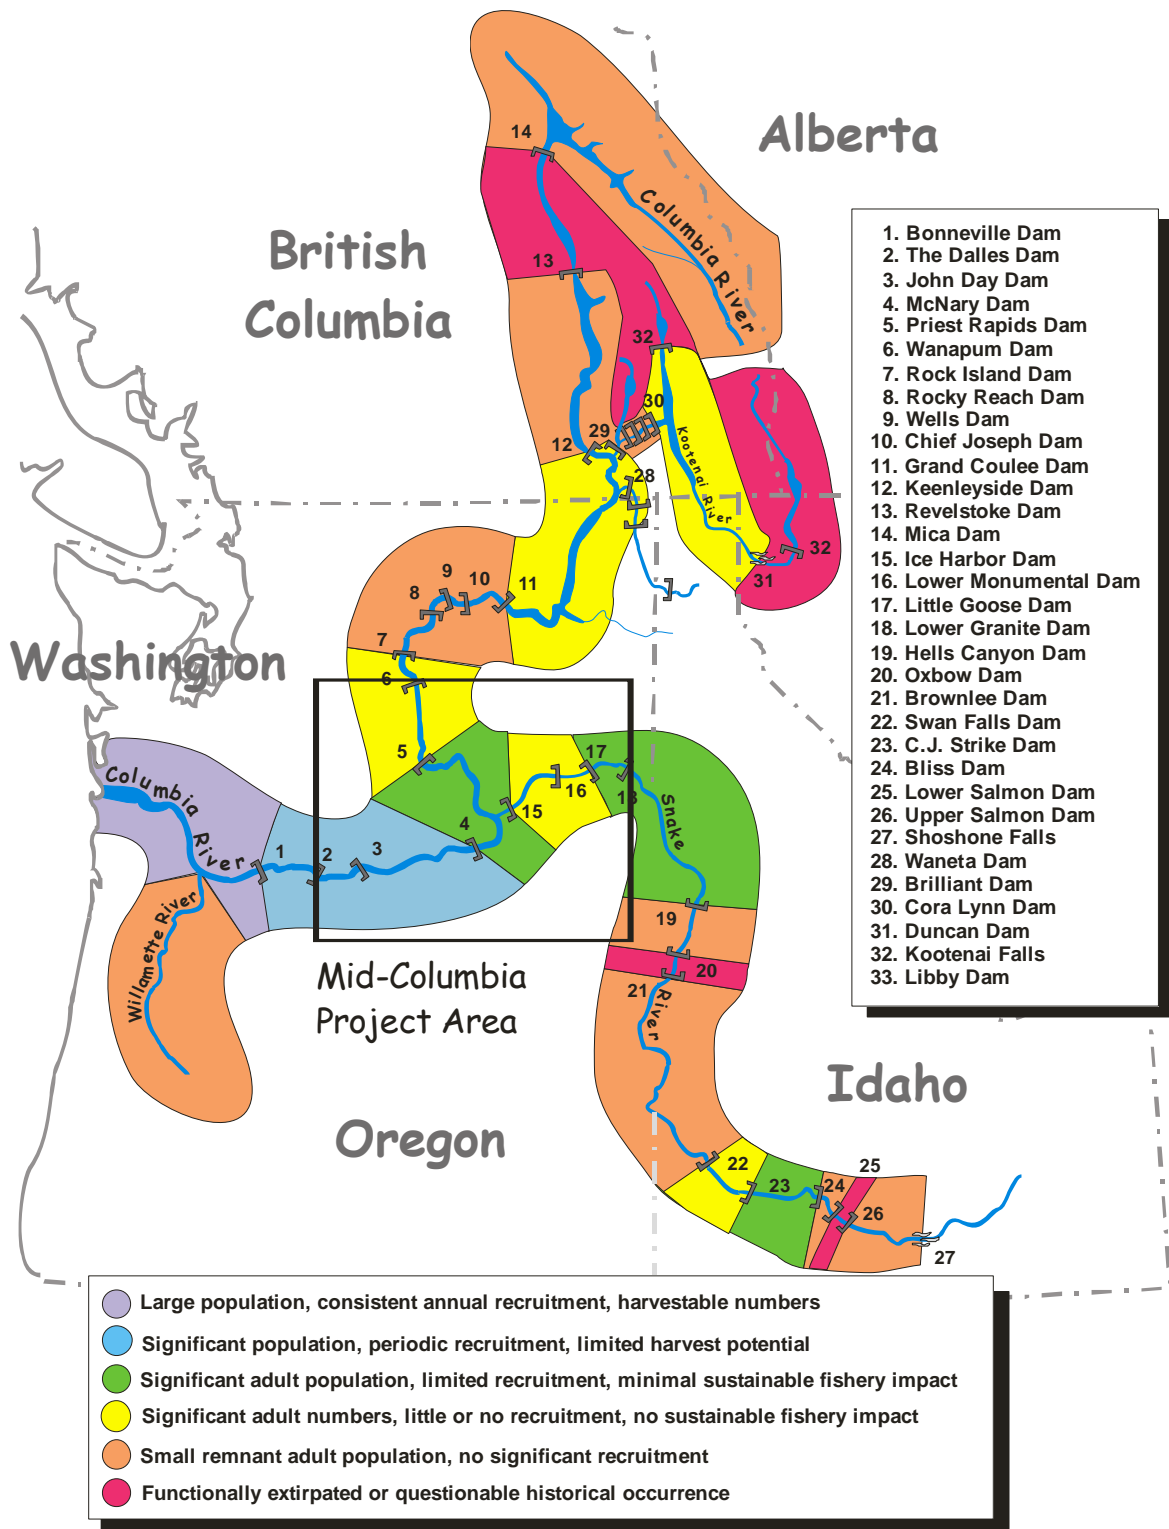 Alberta
British
Columbia
Washington
Oregon
Idaho
Columbia River
Kootenai River
Columbia
River
Willamette River
Snake
River
Mid-Columbia
Project Area
14
13
32
30
29
12
28
9
10
11
8
7
6
31
32
5
17
16
18
15
4
1
2
3
19
20
21
22
23
24
25
26
27
1. Bonneville Dam
2. The Dalles Dam
3. John Day Dam
4. McNary Dam
5. Priest Rapids Dam
6. Wanapum Dam
7. Rock Island Dam
8. Rocky Reach Dam
9. Wells Dam
10. Chief Joseph Dam
11. Grand Coulee Dam
12. Keenleyside Dam
13. Revelstoke Dam
14. Mica Dam
15. Ice Harbor Dam
16. Lower Monumental Dam
17. Little Goose Dam
18. Lower Granite Dam
19. Hells Canyon Dam
20. Oxbow Dam
21. Brownlee Dam
22. Swan Falls Dam
23. C.J. Strike Dam
24. Bliss Dam
25. Lower Salmon Dam
26. Upper Salmon Dam
27. Shoshone Falls
28. Waneta Dam
29. Brilliant Dam
30. Cora Lynn Dam
31. Duncan Dam
32. Kootenai Falls
33. Libby Dam
Large population, consistent annual recruitment, harvestable numbers
Significant population, periodic recruitment, limited harvest potential
Significant adult population, limited recruitment, minimal sustainable fishery impact
Significant adult numbers, little or no recruitment, no sustainable fishery impact
Small remnant adult population, no significant recruitment
Functionally extirpated or questionable historical occurrence